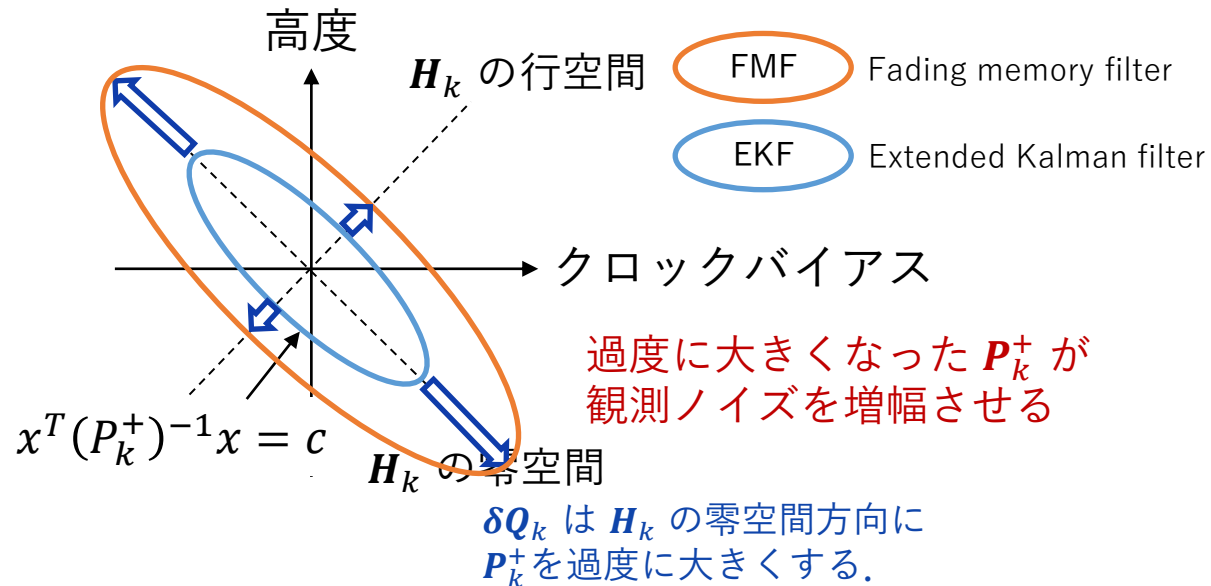 高度
H_k の行空間
FMF Fading memory filter
EKF Extended Kalman filter
クロックバイアス
過度に大きくなった P_k^+ が
観測ノイズを増幅させる
x^T(P_k^+)^{-1}x = c
H_k の零空間
δQ_k は H_k の零空間方向に
P_k^+を過度に大きくする.